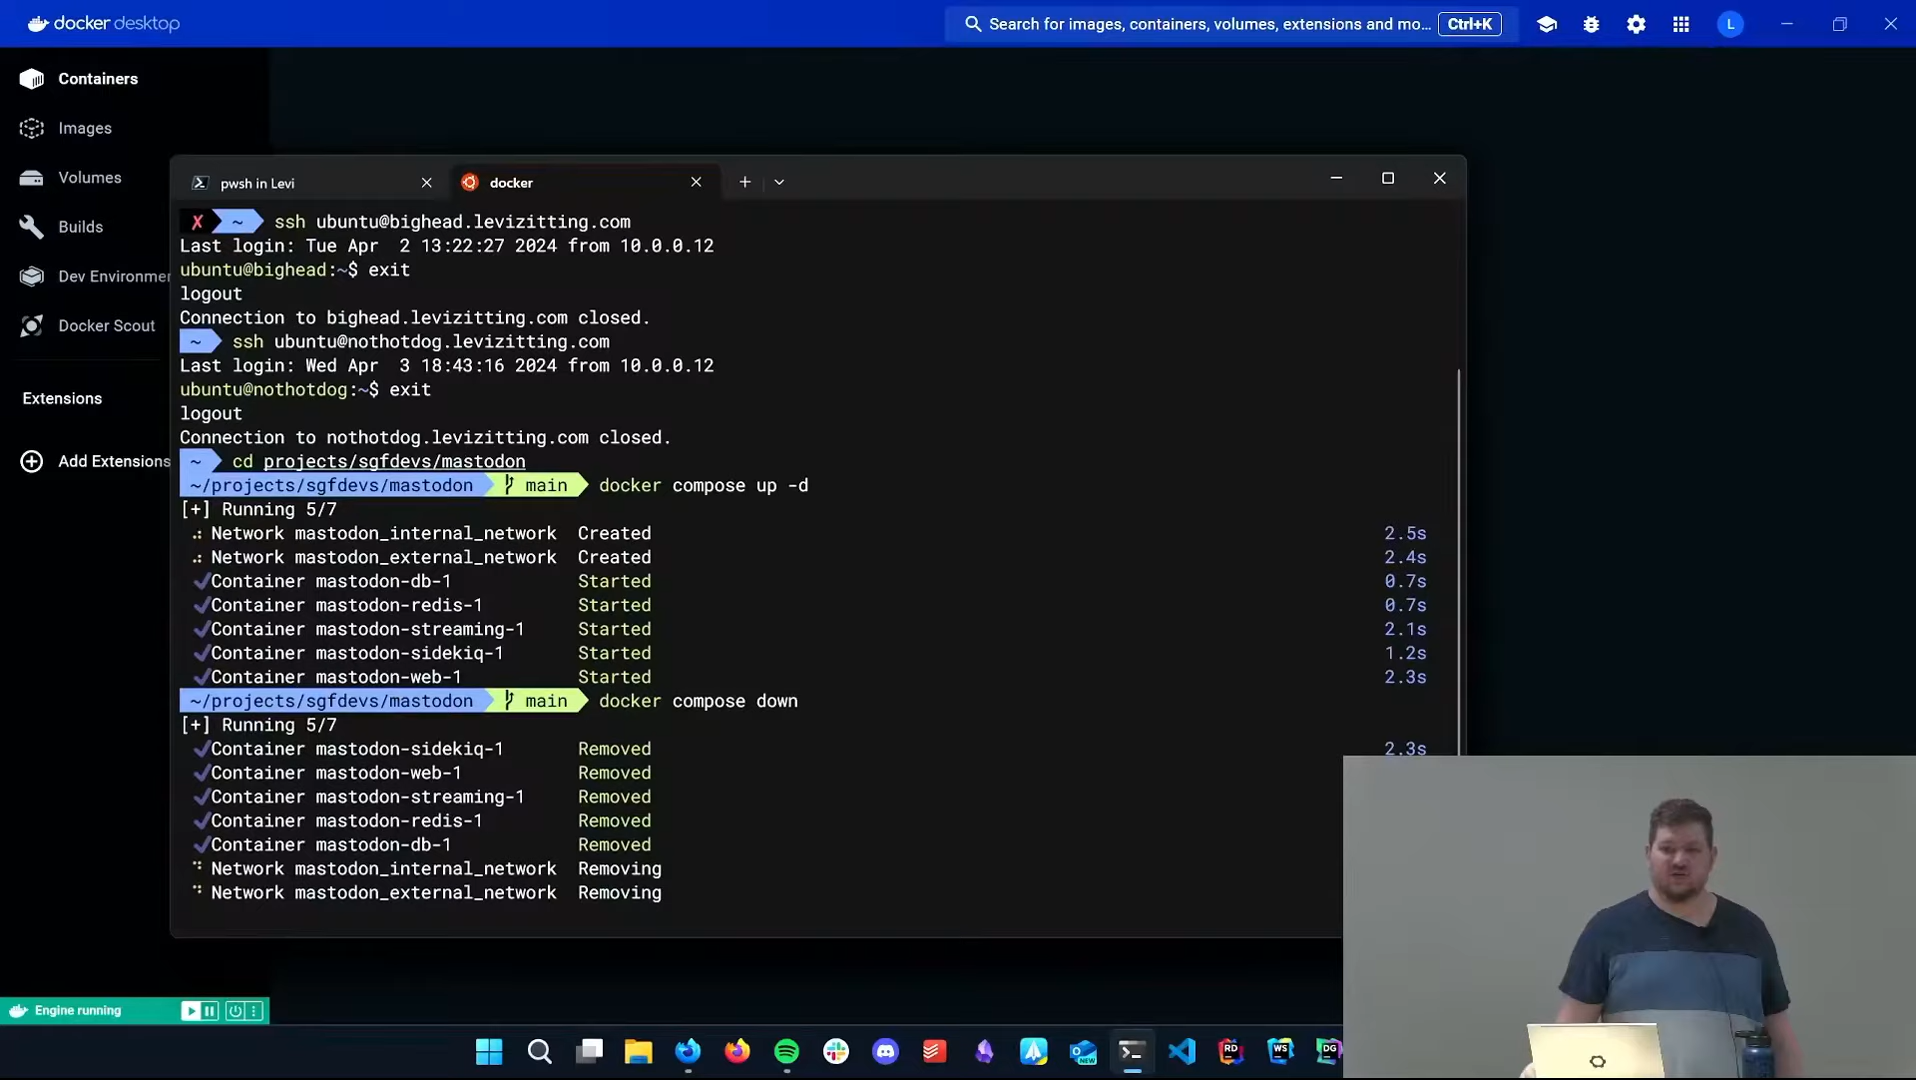 docker desktop
Search for images, containers, volumes, extensions and mo... Ctrl+K
L
Containers
Images
Volumes
Builds
Dev Environmen
Docker Scout
Extensions
Add Extensions
pwsh in Levi
docker
✗ ~ ssh ubuntu@bighead.levizitting.com
Last login: Tue Apr  2 13:22:27 2024 from 10.0.0.12
ubuntu@bighead:~$ exit
logout
Connection to bighead.levizitting.com closed.
~ ssh ubuntu@nothotdog.levizitting.com
Last login: Wed Apr  3 18:43:16 2024 from 10.0.0.12
ubuntu@nothotdog:~$ exit
logout
Connection to nothotdog.levizitting.com closed.
~ cd projects/sgfdevs/mastodon
~/projects/sgfdevs/mastodon main docker compose up -d
[+] Running 5/7
Network mastodon_internal_network Created 2.5s
Network mastodon_external_network Created 2.4s
✓Container mastodon-db-1 Started 0.7s
✓Container mastodon-redis-1 Started 0.7s
✓Container mastodon-streaming-1 Started 2.1s
✓Container mastodon-sidekiq-1 Started 1.2s
✓Container mastodon-web-1 Started 2.3s
~/projects/sgfdevs/mastodon main docker compose down
[+] Running 5/7
✓Container mastodon-sidekiq-1 Removed 2.3s
✓Container mastodon-web-1 Removed
✓Container mastodon-streaming-1 Removed
✓Container mastodon-redis-1 Removed
✓Container mastodon-db-1 Removed
Network mastodon_internal_network Removing
Network mastodon_external_network Removing
Engine running
NEW
RD
WS
DG